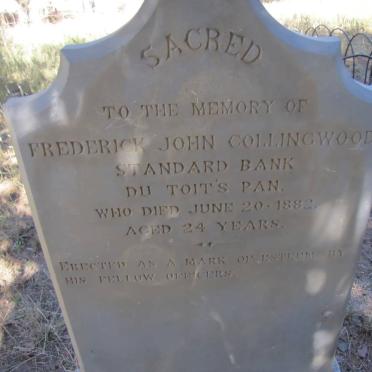 SACRED
TO THE MEMORY OF
FREDERICK JOHN COLLINGWOOD
STANDARD BANK
DU TOIT'S PAN.
WHO DIED JUNE 20·1882.
AGED 24 YEARS.
ERECTED AS A MARK OF ESTEEM BY
HIS FELLOW OFFICERS.